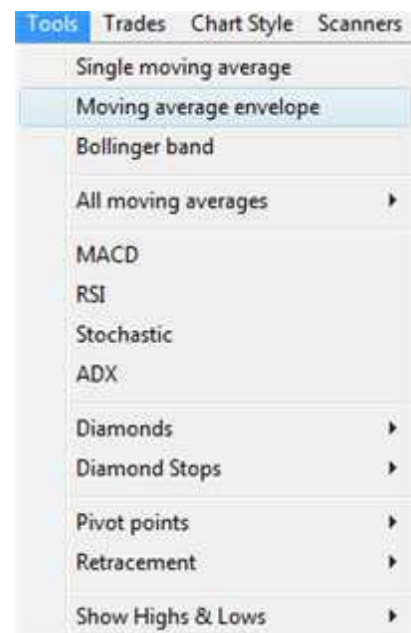 Tools Trades Chart Style Scanners
Single moving average
Moving average envelope
Bollinger band
All moving averages
MACD
RSI
Stochastic
ADX
Diamonds
Diamond Stops
Pivot points
Retracement
Show Highs & Lows